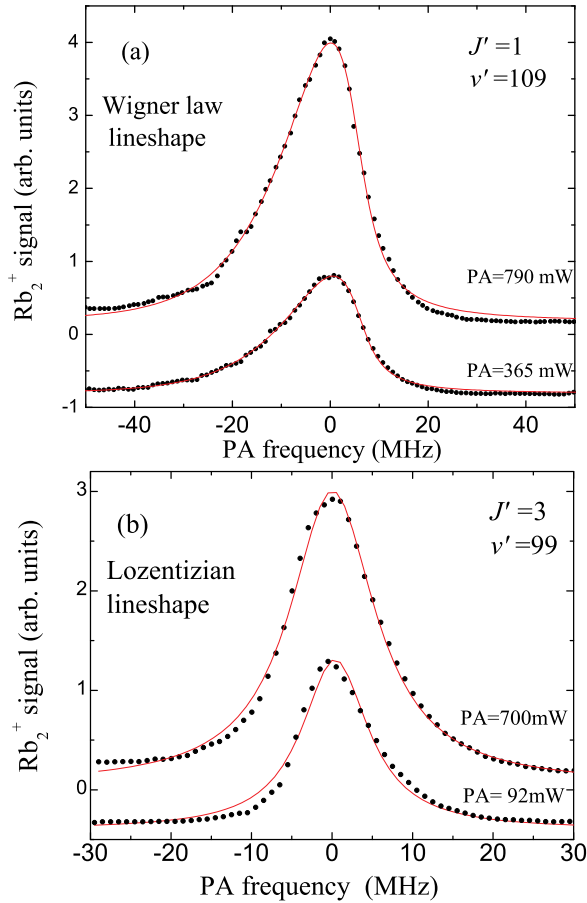 (a)
J′ =1
v′=109
Wigner law
lineshape
Rb₂⁺ signal (arb. units)
4
3
2
1
0
-1
PA=790 mW
PA=365 mW
-40 -20 0 20 40
PA frequency (MHz)
(b)
J′ =3
v′=99
Lozentizian
lineshape
Rb₂⁺ signal (arb. units)
3
2
1
0
PA=700mW
PA= 92mW
-30 -20 -10 0 10 20 30
PA frequency (MHz)